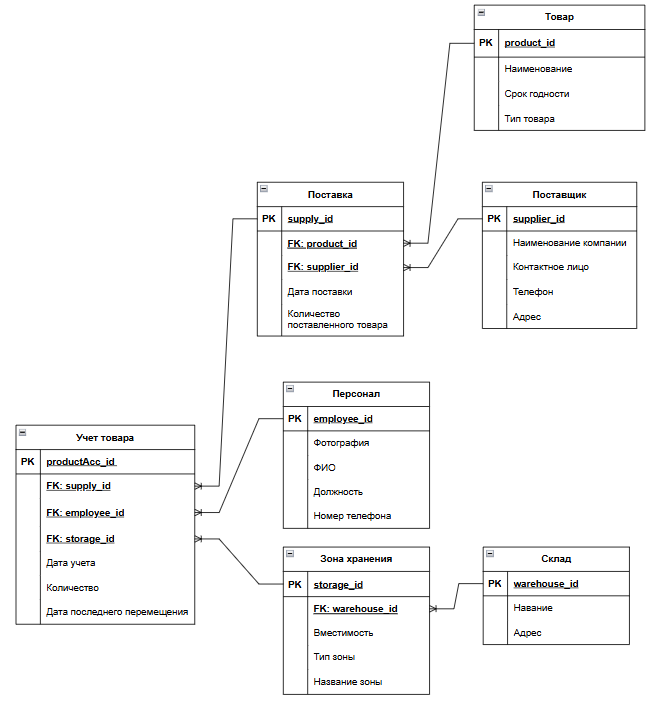 Товар
PK product_id
Наименование
Срок годности
Тип товара
Поставка
PK supply_id
FK: product_id
FK: supplier_id
Дата поставки
Количество
поставленного товара
Поставщик
PK supplier_id
Наименование компании
Контактное лицо
Телефон
Адрес
Персонал
PK employee_id
Фотография
ФИО
Должность
Номер телефона
Учет товара
PK productAcc_id
FK: supply_id
FK: employee_id
FK: storage_id
Дата учета
Количество
Дата последнего перемещения
Зона хранения
PK storage_id
FK: warehouse_id
Вместимость
Тип зоны
Название зоны
Склад
PK warehouse_id
Навание
Адрес